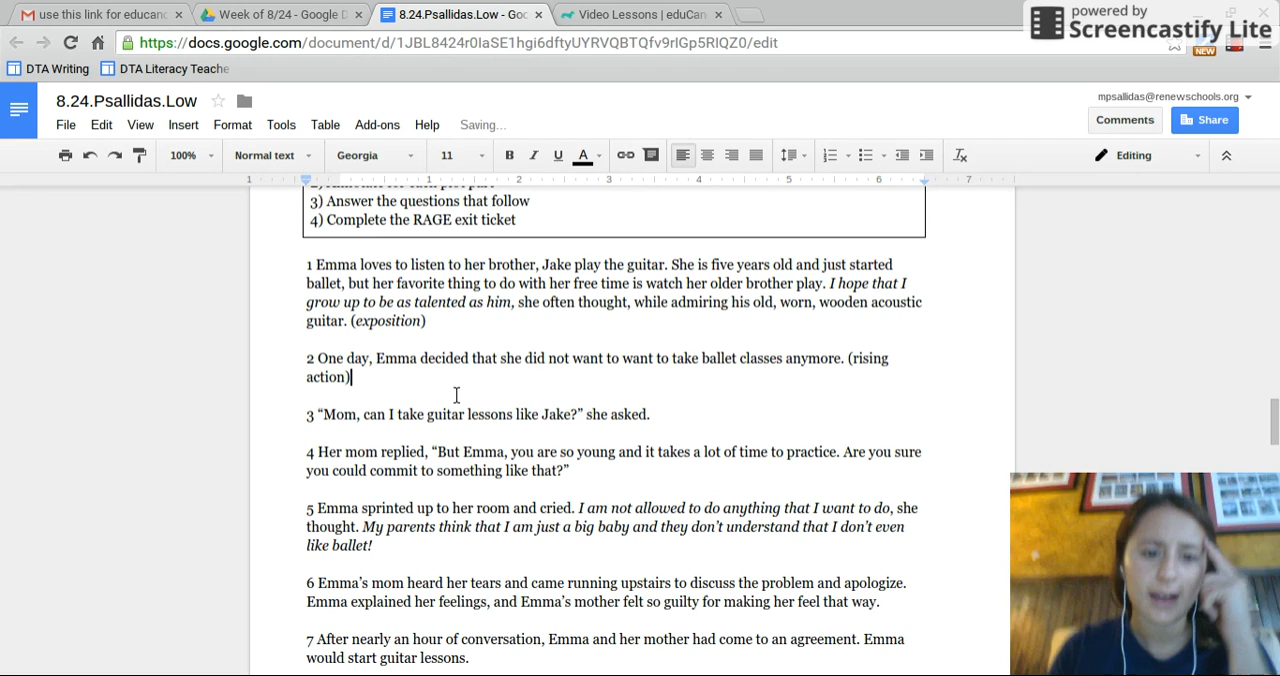 use this link for educan
Week of 8/24 - Google D
8.24.Psallidas.Low - Goo
Video Lessons | eduCan
powered by
Screencastify Lite
https://docs.google.com/document/d/1JBL8424r0IaSE1hgi6dftyUYRVQBTQfv9rlGp5RIQZ0/edit
NEW
DTA Writing
DTA Literacy Teache
8.24.Psallidas.Low
mpsallidas@renewschools.org
File Edit View Insert Format Tools Table Add-ons Help Saving...
Comments
Share
100% Normal text Georgia 11 B I U A Editing
1 1 2 3 4 5 6 7
3) Answer the questions that follow
4) Complete the RAGE exit ticket
1 Emma loves to listen to her brother, Jake play the guitar. She is five years old and just started
ballet, but her favorite thing to do with her free time is watch her older brother play. I hope that I
grow up to be as talented as him, she often thought, while admiring his old, worn, wooden acoustic
guitar. (exposition)
2 One day, Emma decided that she did not want to want to take ballet classes anymore. (rising
action)
3 “Mom, can I take guitar lessons like Jake?” she asked.
4 Her mom replied, “But Emma, you are so young and it takes a lot of time to practice. Are you sure
you could commit to something like that?”
5 Emma sprinted up to her room and cried. I am not allowed to do anything that I want to do, she
thought. My parents think that I am just a big baby and they don’t understand that I don’t even
like ballet!
6 Emma’s mom heard her tears and came running upstairs to discuss the problem and apologize.
Emma explained her feelings, and Emma’s mother felt so guilty for making her feel that way.
7 After nearly an hour of conversation, Emma and her mother had come to an agreement. Emma
would start guitar lessons.